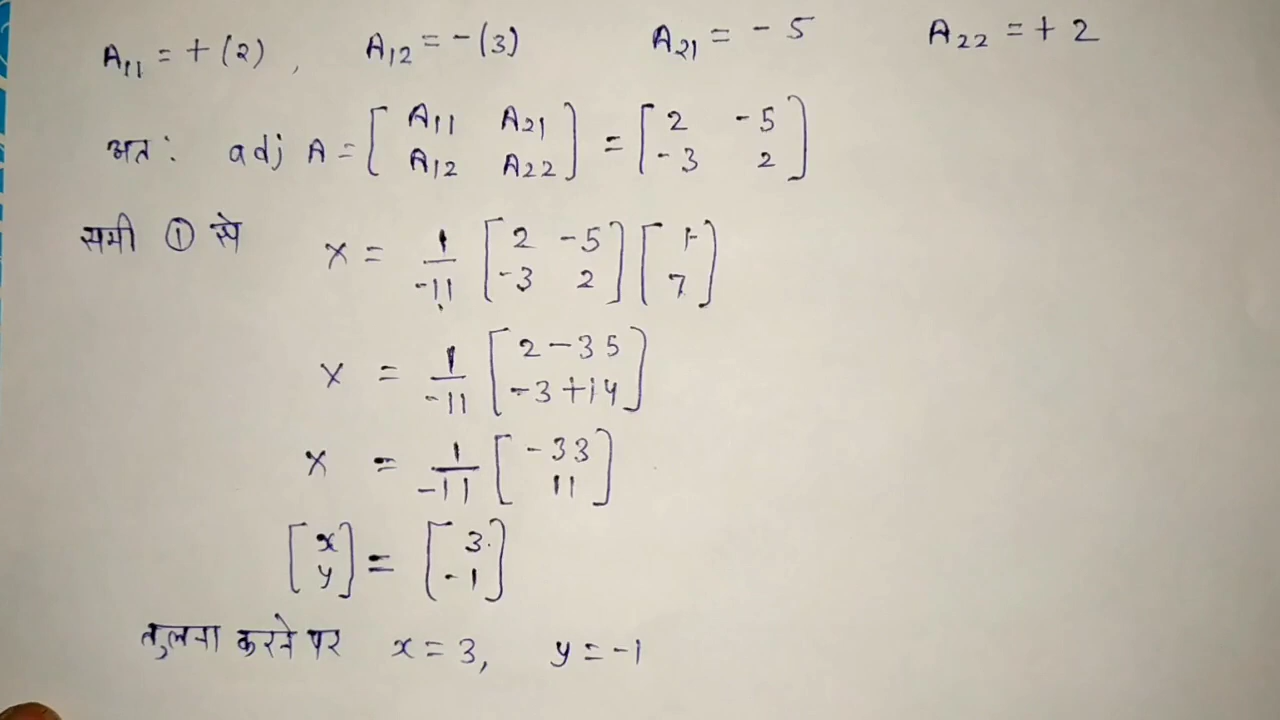 A11 = +(2), A12 = -(3) A21 = - 5 A22 = + 2
अत: adj A = [A11 A21
A12 A22] = [2 -5
-3 2]
समी ① से X = 1/-11 [2 -5
-3 2] [1
7]
X = 1/-11 [2-35
-3+14]
X = 1/-11 [-33
11]
[x
y] = [3
-1]
तुलना करने पर x = 3, y = -1